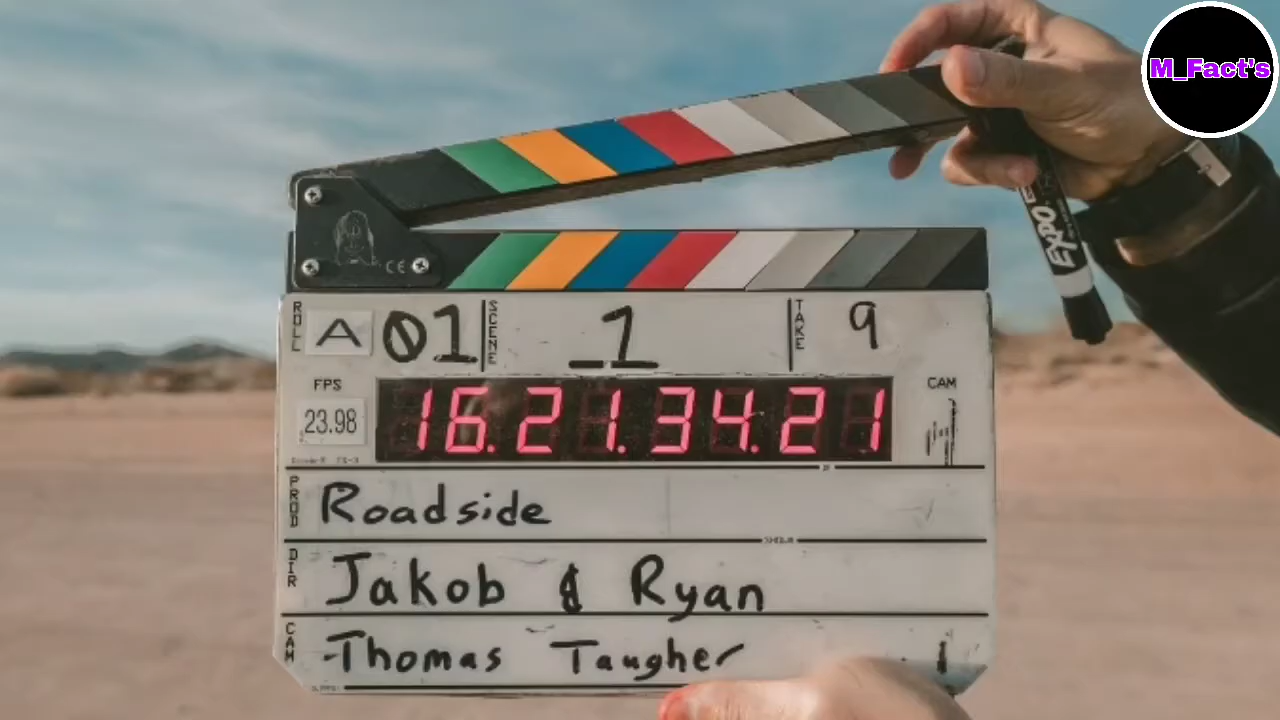 M_Fact's
CE
EXPO
ROLL A 01 SCENE 1 TAKE 9
FPS CAM
23.98 16.21.34.21
PROD Roadside
DIR Jakob & Ryan
CAM Thomas Taugher